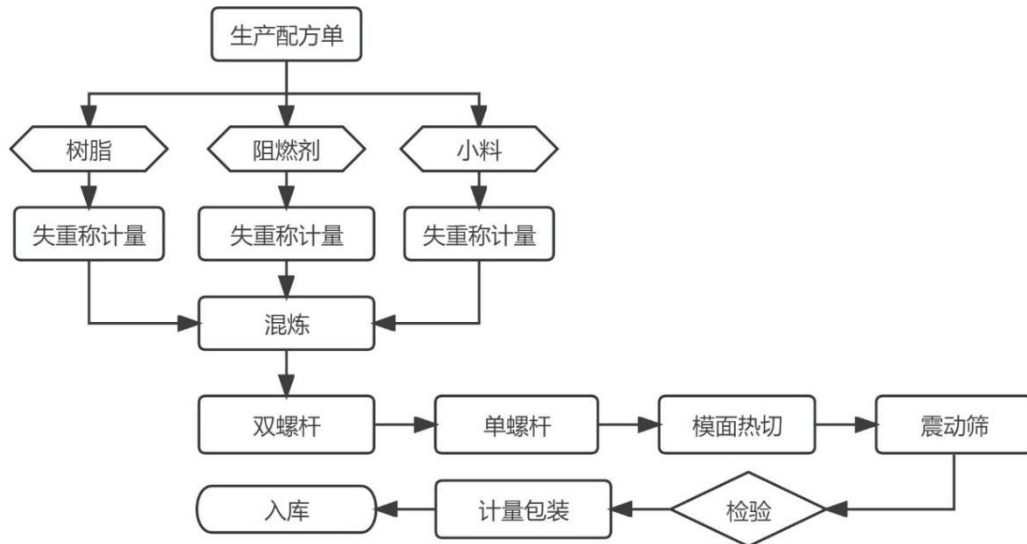 生产配方单
树脂
阻燃剂
小料
失重称计量
失重称计量
失重称计量
混炼
双螺杆
单螺杆
模面热切
震动筛
入库
计量包装
检验